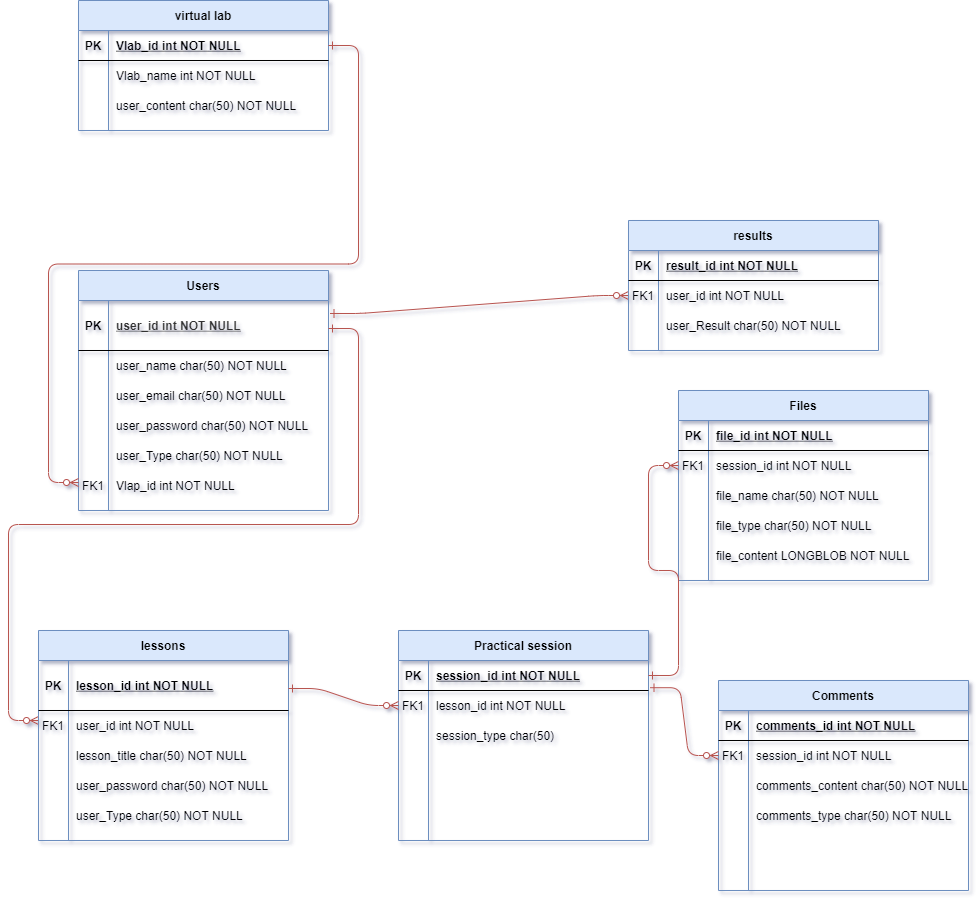 virtual lab
PK Vlab_id int NOT NULL
Vlab_name int NOT NULL
user_content char(50) NOT NULL
results
PK result_id int NOT NULL
FK1 user_id int NOT NULL
user_Result char(50) NOT NULL
Users
PK user_id int NOT NULL
user_name char(50) NOT NULL
user_email char(50) NOT NULL
user_password char(50) NOT NULL
user_Type char(50) NOT NULL
FK1 Vlap_id int NOT NULL
Files
PK file_id int NOT NULL
FK1 session_id int NOT NULL
file_name char(50) NOT NULL
file_type char(50) NOT NULL
file_content LONGBLOB NOT NULL
lessons
PK lesson_id int NOT NULL
FK1 user_id int NOT NULL
lesson_title char(50) NOT NULL
user_password char(50) NOT NULL
user_Type char(50) NOT NULL
Practical session
PK session_id int NOT NULL
FK1 lesson_id int NOT NULL
session_type char(50)
Comments
PK comments_id int NOT NULL
FK1 session_id int NOT NULL
comments_content char(50) NOT NULL
comments_type char(50) NOT NULL